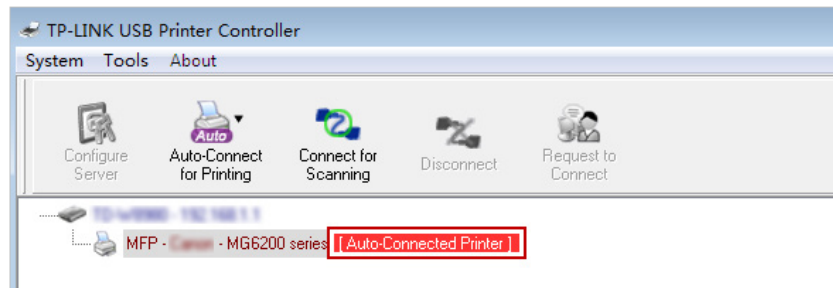 TP-LINK USB Printer Controller
System Tools About
Auto
Configure Server
Auto-Connect for Printing
Connect for Scanning
Disconnect
Request to Connect
MFP - - MG6200 series [ Auto-Connected Printer ]